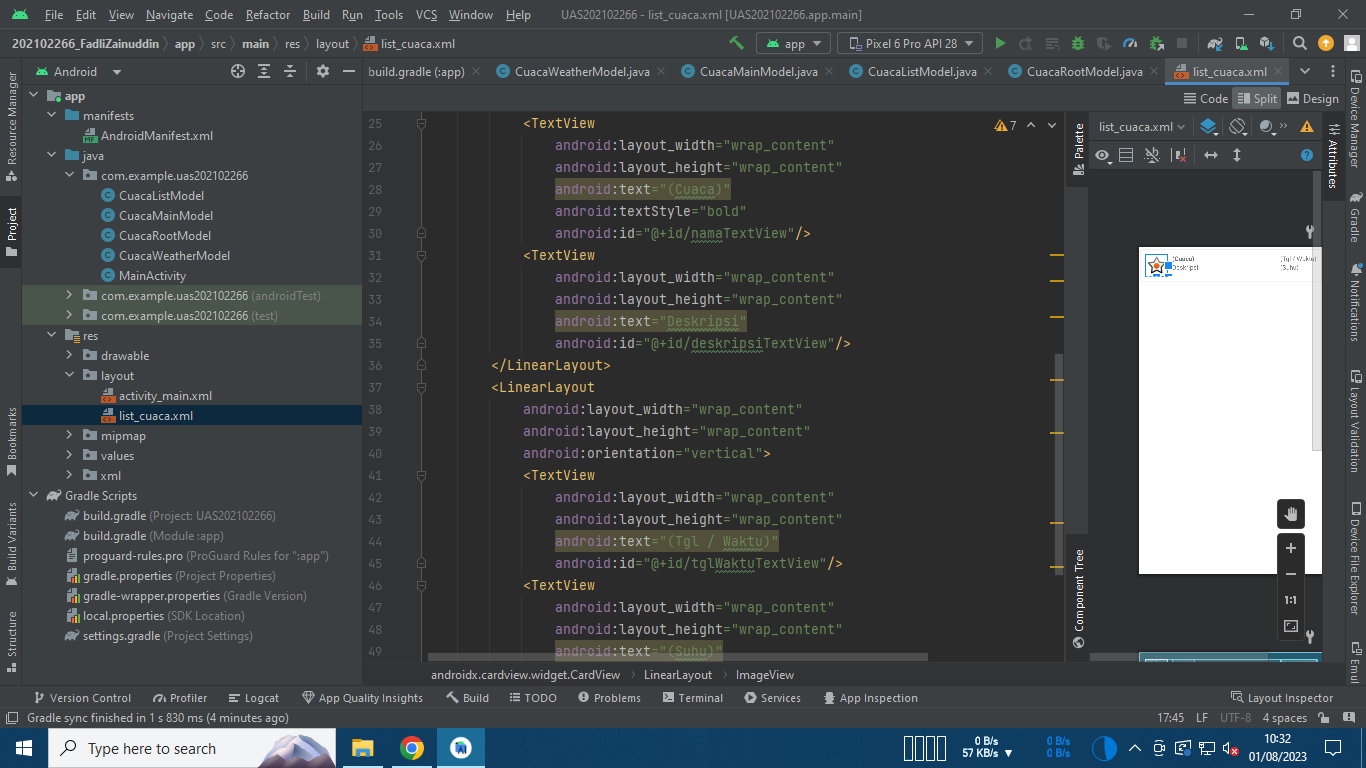 File Edit View Navigate Code Refactor Build Run Tools VCS Window Help UAS202102266 - list_cuaca.xml [UAS202102266.app.main]
202102266_FadliZainuddin app src main res layout list_cuaca.xml app Pixel 6 Pro API 28
Android
build.gradle (:app) CuacaWeatherModel.java CuacaMainModel.java CuacaListModel.java CuacaRootModel.java list_cuaca.xml
Code Split Design
Resource Manager
Project
Bookmarks
Build Variants
Structure
app
manifests
AndroidManifest.xml
java
com.example.uas202102266
CuacaListModel
CuacaMainModel
CuacaRootModel
CuacaWeatherModel
MainActivity
com.example.uas202102266 (androidTest)
com.example.uas202102266 (test)
res
drawable
layout
activity_main.xml
list_cuaca.xml
mipmap
values
xml
Gradle Scripts
build.gradle (Project: UAS202102266)
build.gradle (Module :app)
proguard-rules.pro (ProGuard Rules for ":app")
gradle.properties (Project Properties)
gradle-wrapper.properties (Gradle Version)
local.properties (SDK Location)
settings.gradle (Project Settings)
7
25 <TextView
26 android:layout_width="wrap_content"
27 android:layout_height="wrap_content"
28 android:text="(Cuaca)"
29 android:textStyle="bold"
30 android:id="@+id/namaTextView"/>
31 <TextView
32 android:layout_width="wrap_content"
33 android:layout_height="wrap_content"
34 android:text="Deskripsi"
35 android:id="@+id/deskripsiTextView"/>
36 </LinearLayout>
37 <LinearLayout
38 android:layout_width="wrap_content"
39 android:layout_height="wrap_content"
40 android:orientation="vertical">
41 <TextView
42 android:layout_width="wrap_content"
43 android:layout_height="wrap_content"
44 android:text="(Tgl / Waktu)"
45 android:id="@+id/tglWaktuTextView"/>
46 <TextView
47 android:layout_width="wrap_content"
48 android:layout_height="wrap_content"
49 android:text="(Suhu)"
androidx.cardview.widget.CardView LinearLayout ImageView
Palette
Component Tree
list_cuaca.xml
(Cuaca) (Tgl / Waktu)
Deskripsi (Suhu)
1:1
Attributes
Device Manager
Gradle
Notifications
Layout Validation
Device File Explorer
Emul
Version Control Profiler Logcat App Quality Insights Build TODO Problems Terminal Services App Inspection Layout Inspector
Gradle sync finished in 1 s 830 ms (4 minutes ago) 17:45 LF UTF-8 4 spaces
Type here to search
0 B/s 0 B/s 10:32
57 KB/s 0 B/s 01/08/2023